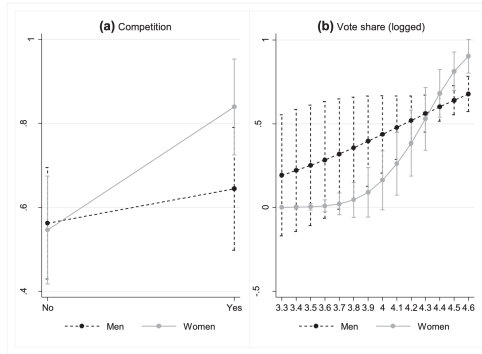 (a) Competition
1
.8
.6
.4
No
Yes
Men
Women
(b) Vote share (logged)
1
.5
0
-.5
3.3 3.4 3.5 3.6 3.7 3.8 3.9 4 4.1 4.2 4.3 4.4 4.5 4.6
Men
Women